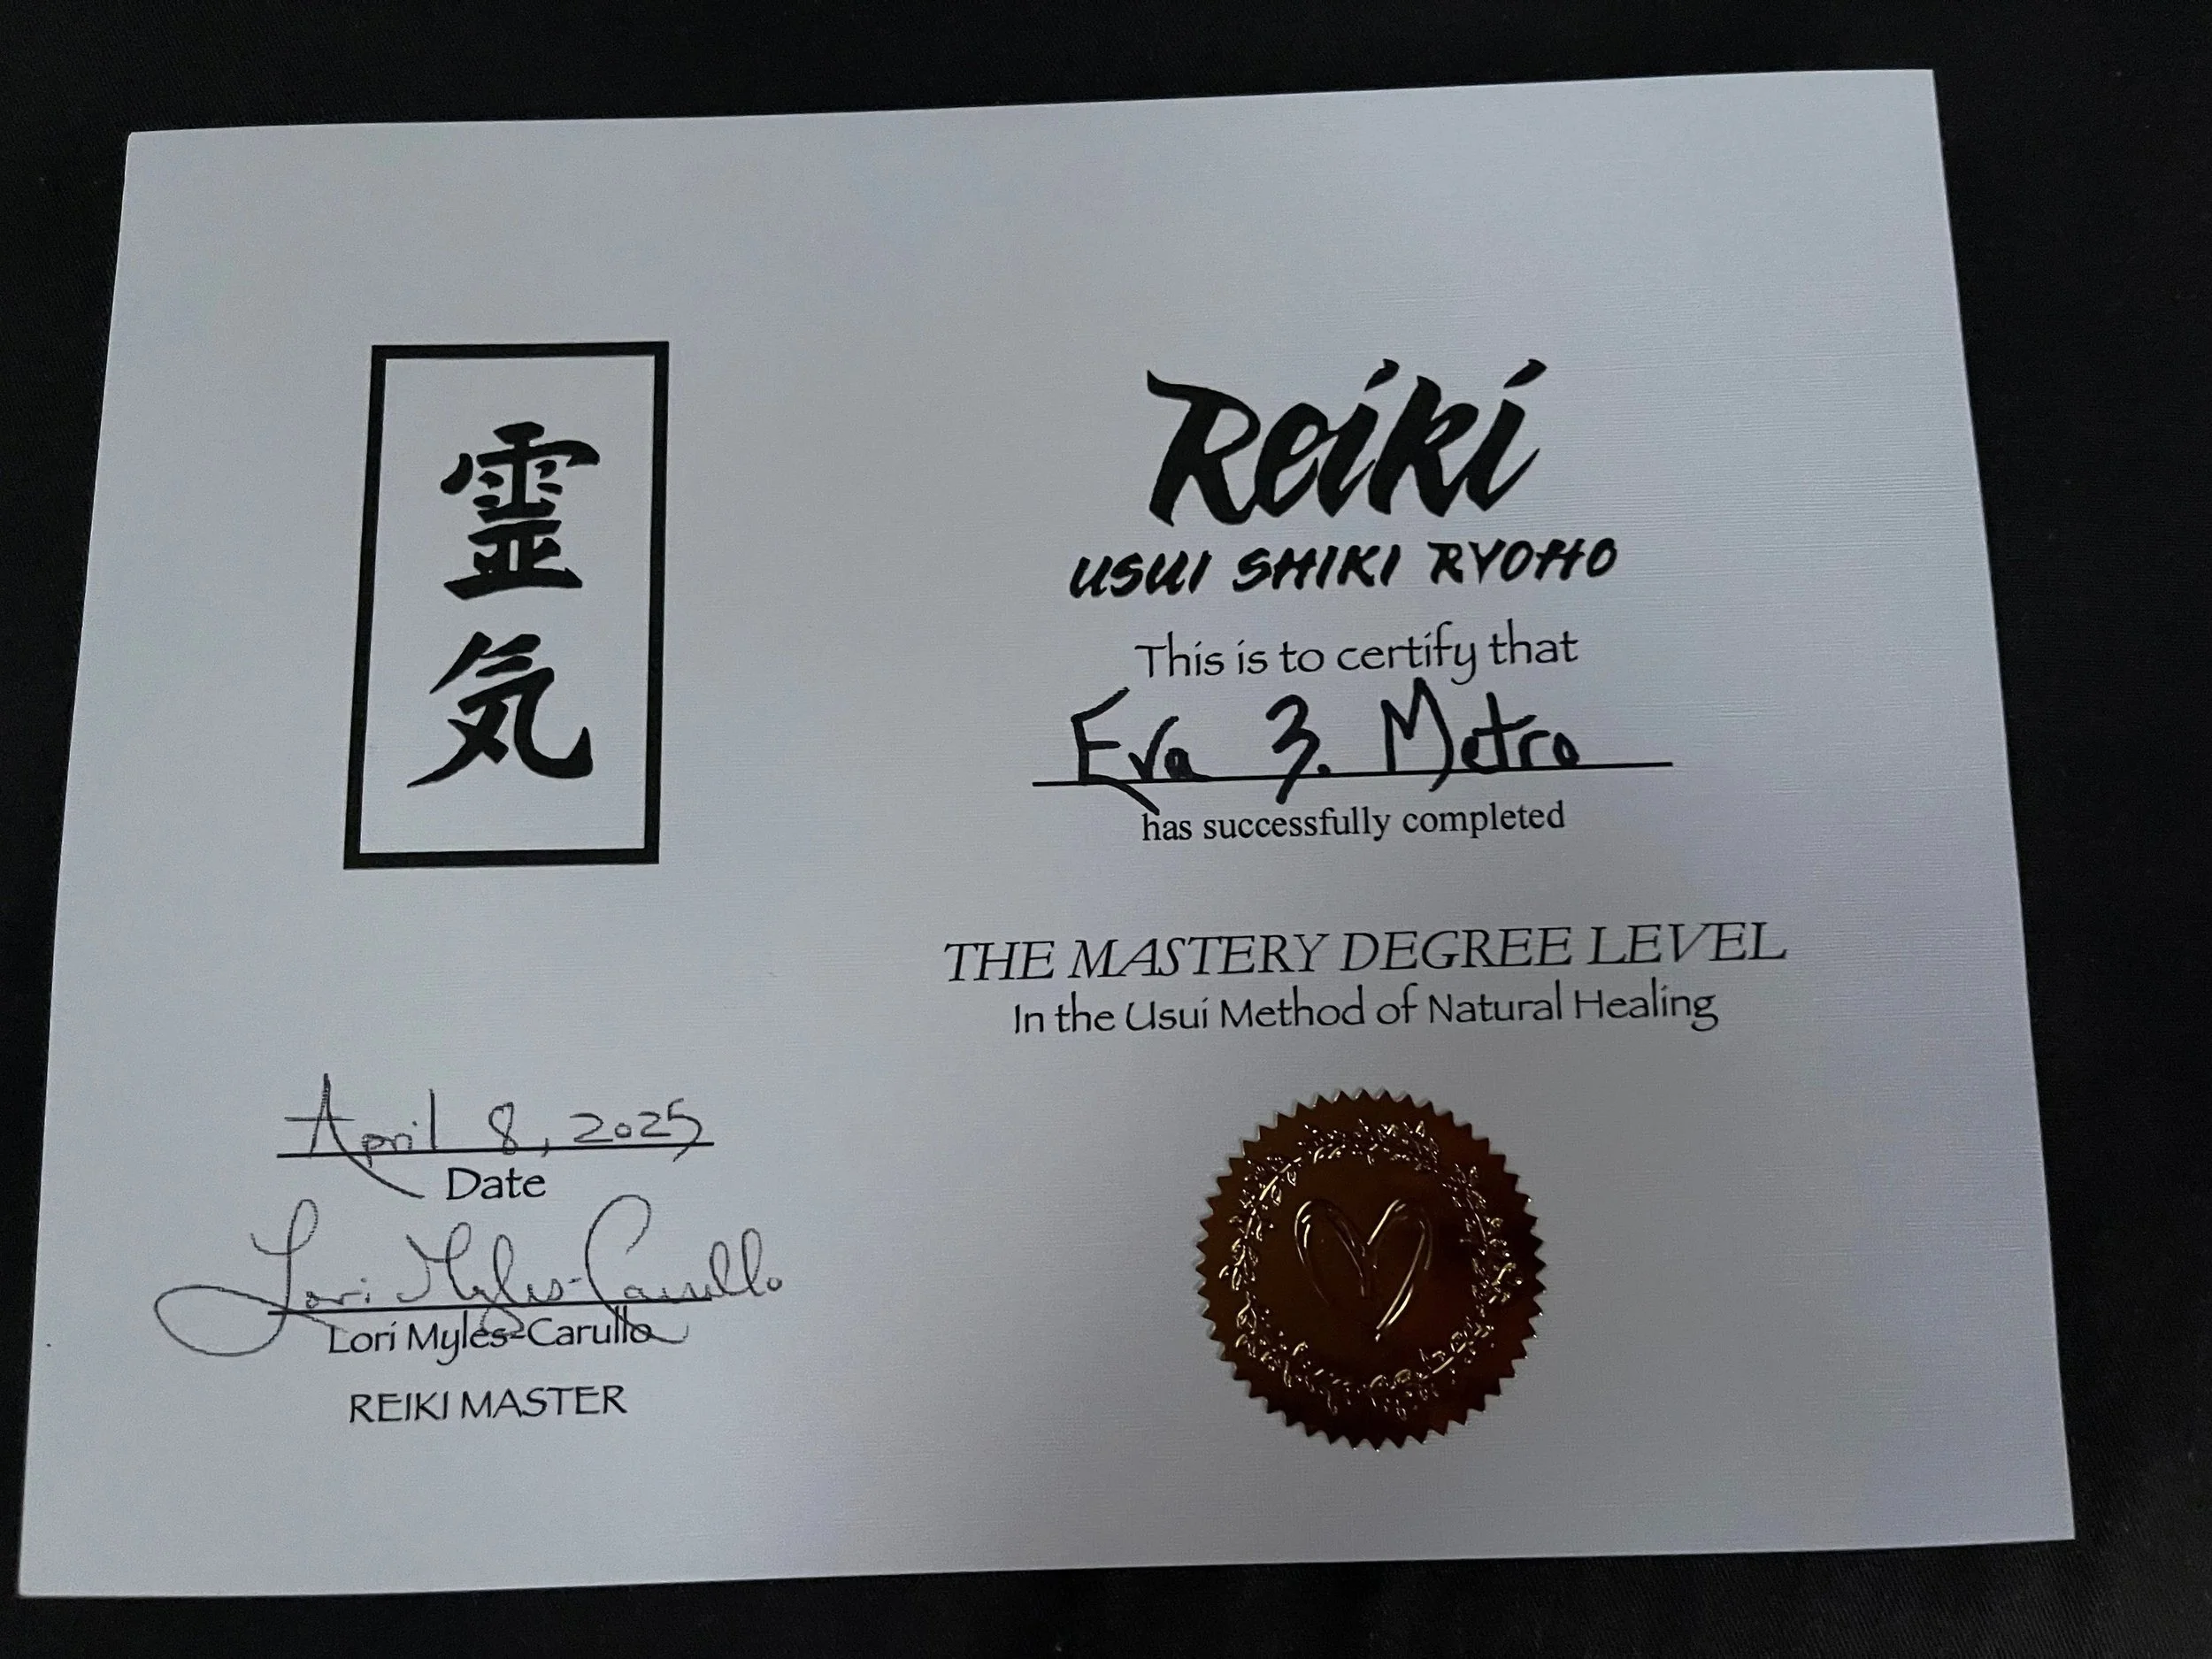 靈
気
Reiki
USUI SHIKI RYOHO
This is to certify that
Eva Z. Metro
has successfully completed
THE MASTERY DEGREE LEVEL
In the Usui Method of Natural Healing
April 8, 2025
Date
Lori Myles-Carullo
Lori Myles-Carullo
REIKI MASTER